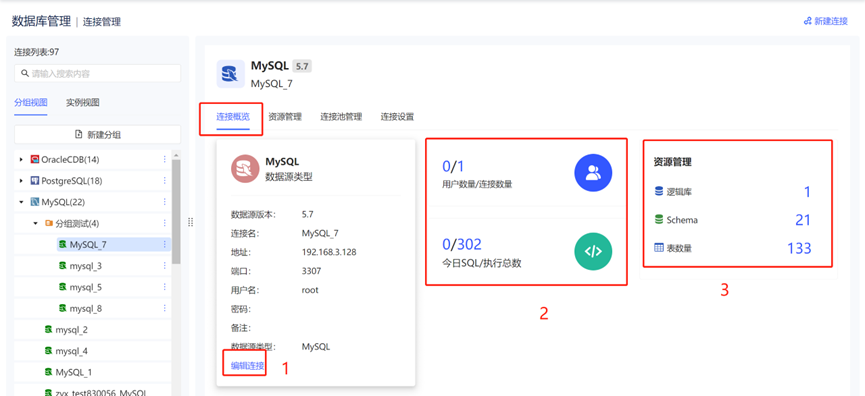 数据库管理 | 连接管理
新建连接
连接列表:97
请输入搜索内容
分组视图 实例视图
新建分组
OracleCDB(14)
PostgreSQL(18)
MySQL(22)
分组测试(4)
MySQL_7
mysql_3
mysql_5
mysql_8
mysql_2
mysql_4
MySQL_1
zyx_test830056_MySQL
MySQL 5.7
MySQL_7
连接概览 资源管理 连接池管理 连接设置
MySQL
数据源类型
数据源版本: 5.7
连接名: MySQL_7
地址: 192.168.3.128
端口: 3307
用户名: root
密码:
备注:
数据源类型: MySQL
编辑连接
1
0/1
用户数量/连接数量
0/302
今日SQL/执行总数
2
资源管理
逻辑库 1
Schema 21
表数量 133
3